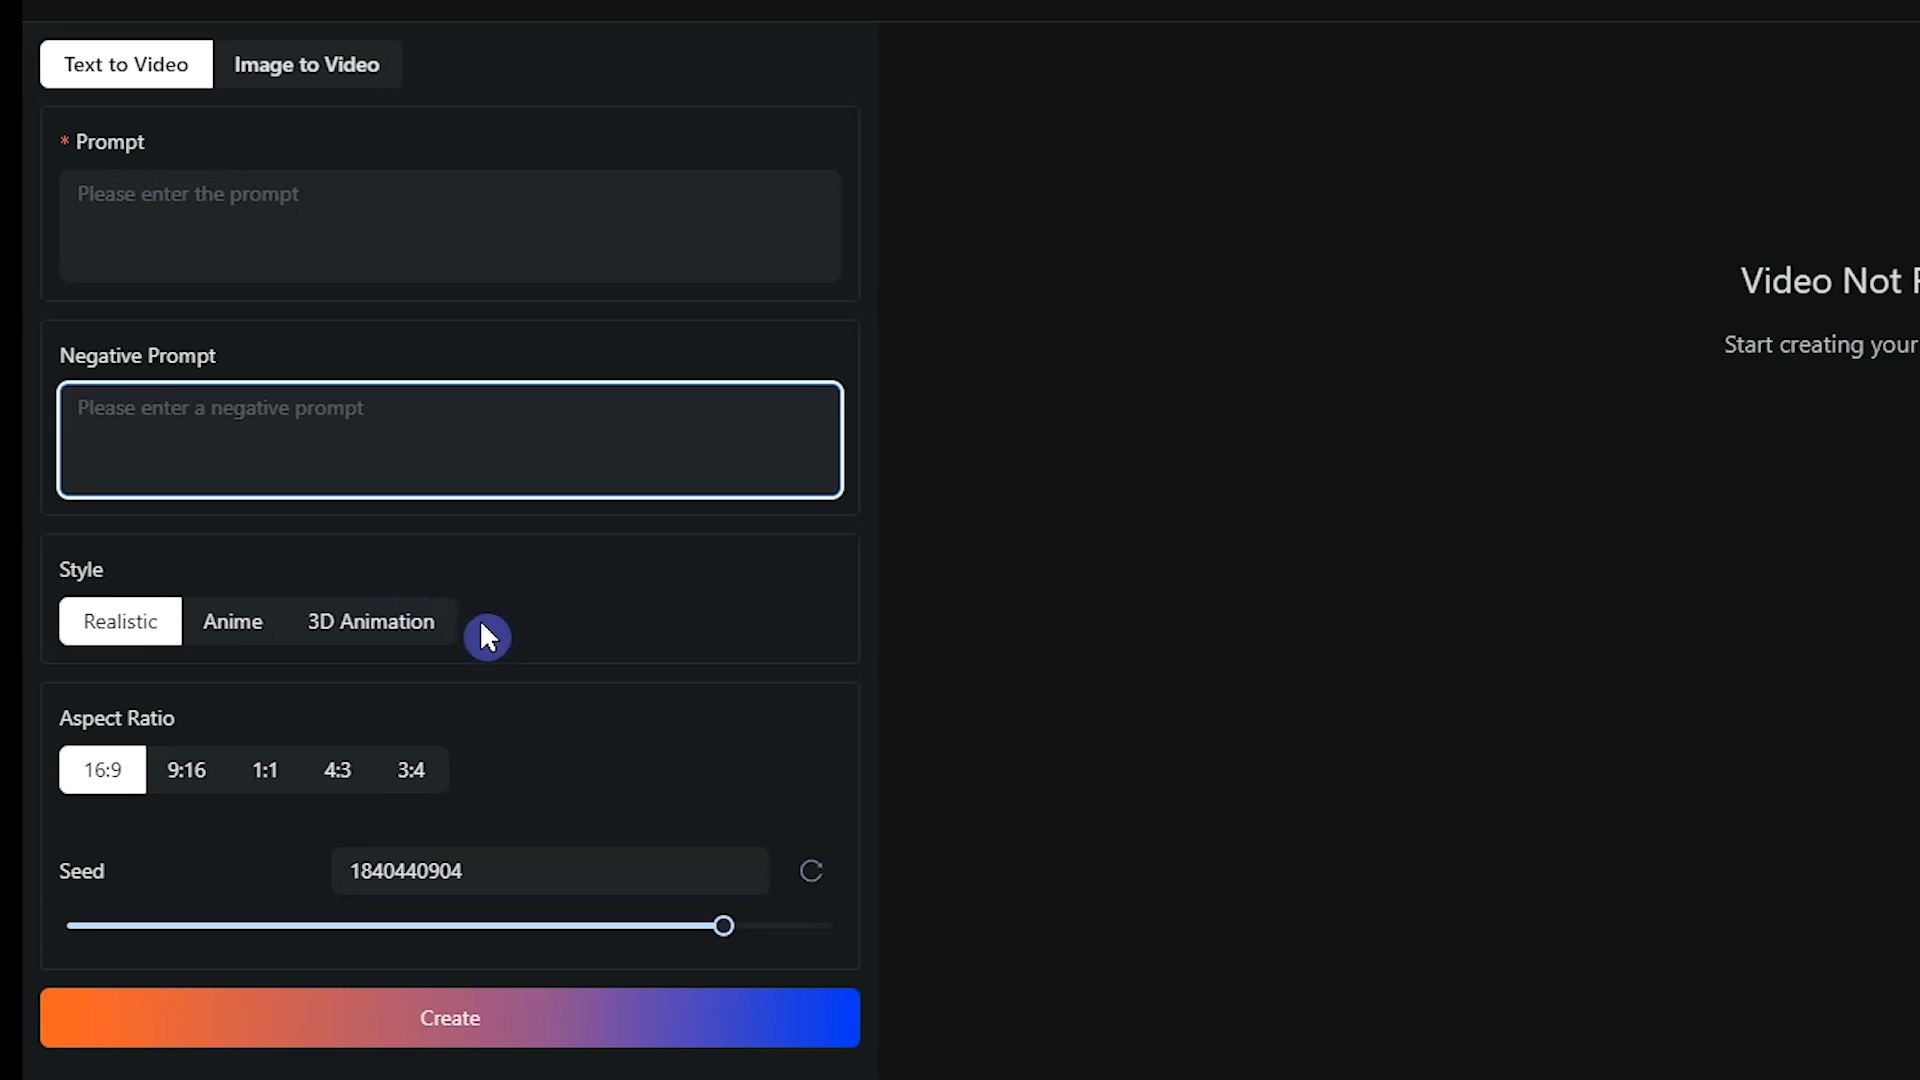 Text to Video
Image to Video
* Prompt
Please enter the prompt
Negative Prompt
Please enter a negative prompt
Style
Realistic
Anime
3D Animation
Aspect Ratio
16:9
9:16
1:1
4:3
3:4
Seed
1840440904
Create
Video Not
Start creating your